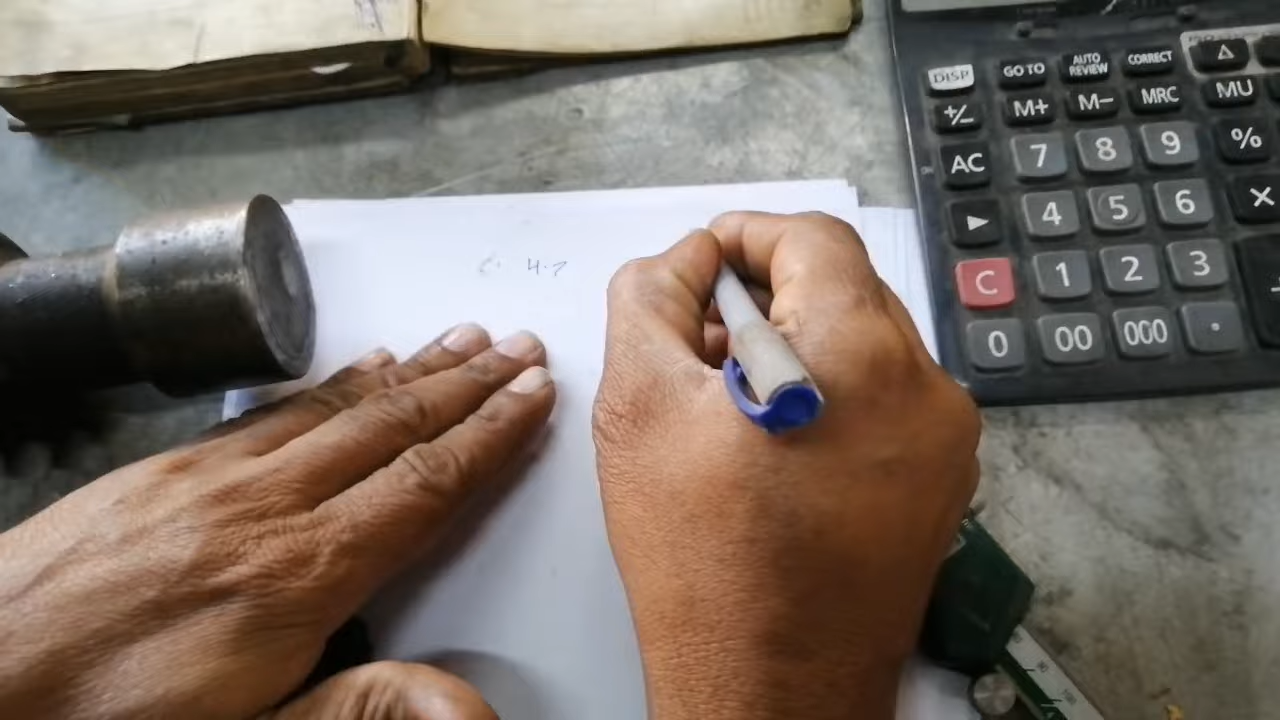 4.2
DISP GO TO AUTO REVIEW CORRECT △
+/− M+ M− MRC MU
AC 7 8 9 %
▶ 4 5 6 ×
C 1 2 3
0 00 000 ·